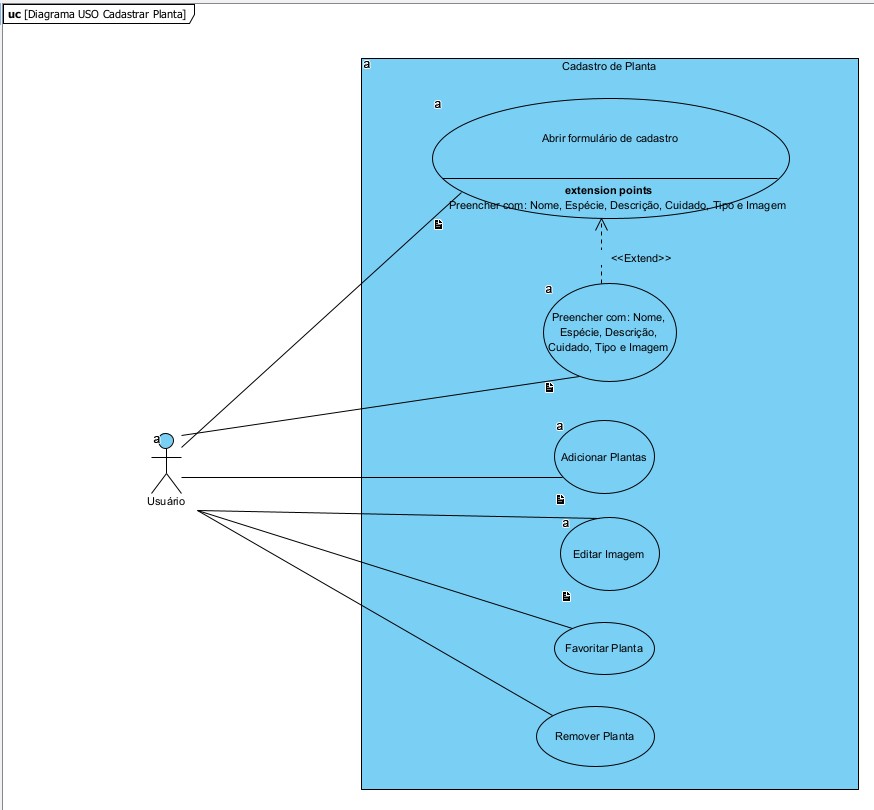 uc [Diagrama USO Cadastrar Planta]
a
Cadastro de Planta
a
Abrir formulário de cadastro
extension points
Preencher com: Nome, Espécie, Descrição, Cuidado, Tipo e Imagem
<<Extend>>
a
Preencher com: Nome,
Espécie, Descrição,
Cuidado, Tipo e Imagem
a
Adicionar Plantas
a
Usuário
a
Editar Imagem
Favoritar Planta
Remover Planta